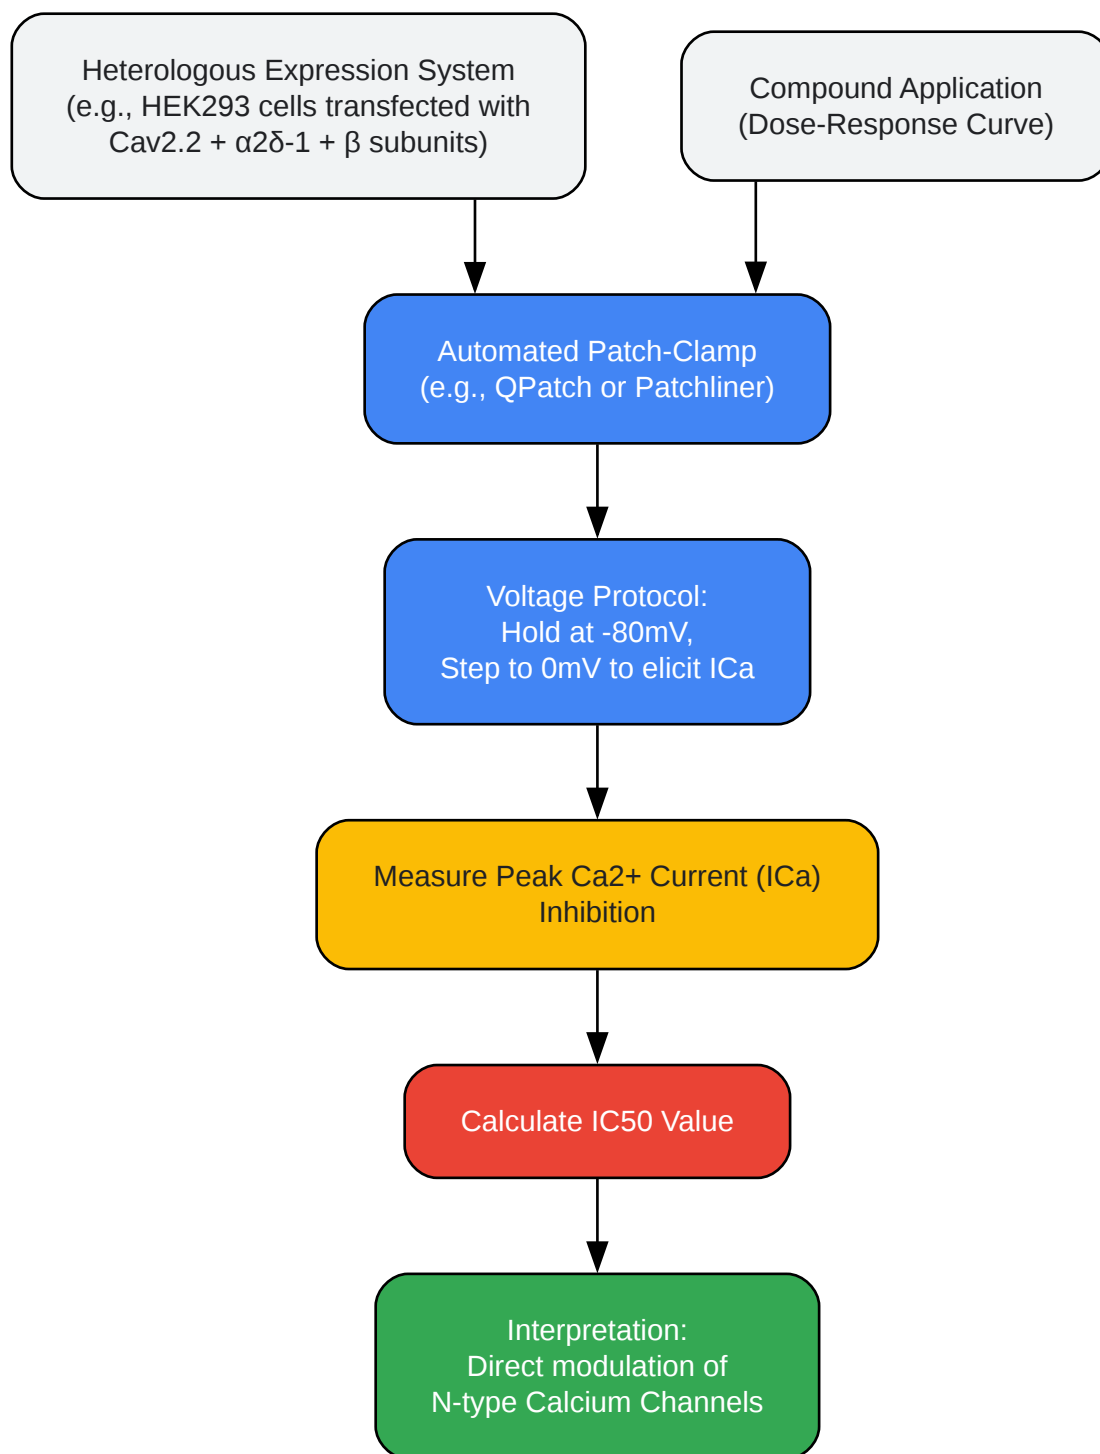 Heterologous Expression System
(e.g., HEK293 cells transfected with
Cav2.2 + α2δ-1 + β subunits)
Compound Application
(Dose-Response Curve)
Automated Patch-Clamp
(e.g., QPatch or Patchliner)
Voltage Protocol:
Hold at -80mV,
Step to 0mV to elicit ICa
Measure Peak Ca2+ Current (ICa)
Inhibition
Calculate IC50 Value
Interpretation:
Direct modulation of
N-type Calcium Channels